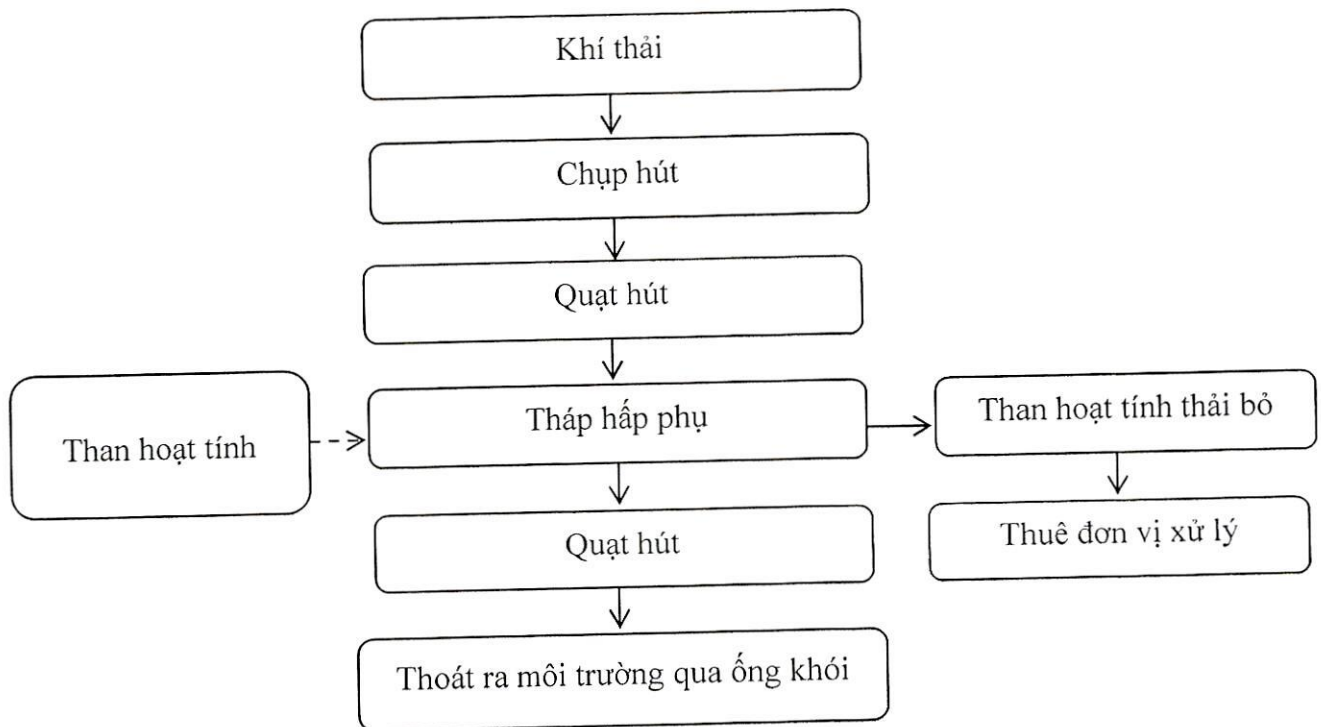 Khí thải
Chụp hút
Quạt hút
Than hoạt tính
Tháp hấp phụ
Than hoạt tính thải bỏ
Quạt hút
Thuê đơn vị xử lý
Thoát ra môi trường qua ống khói